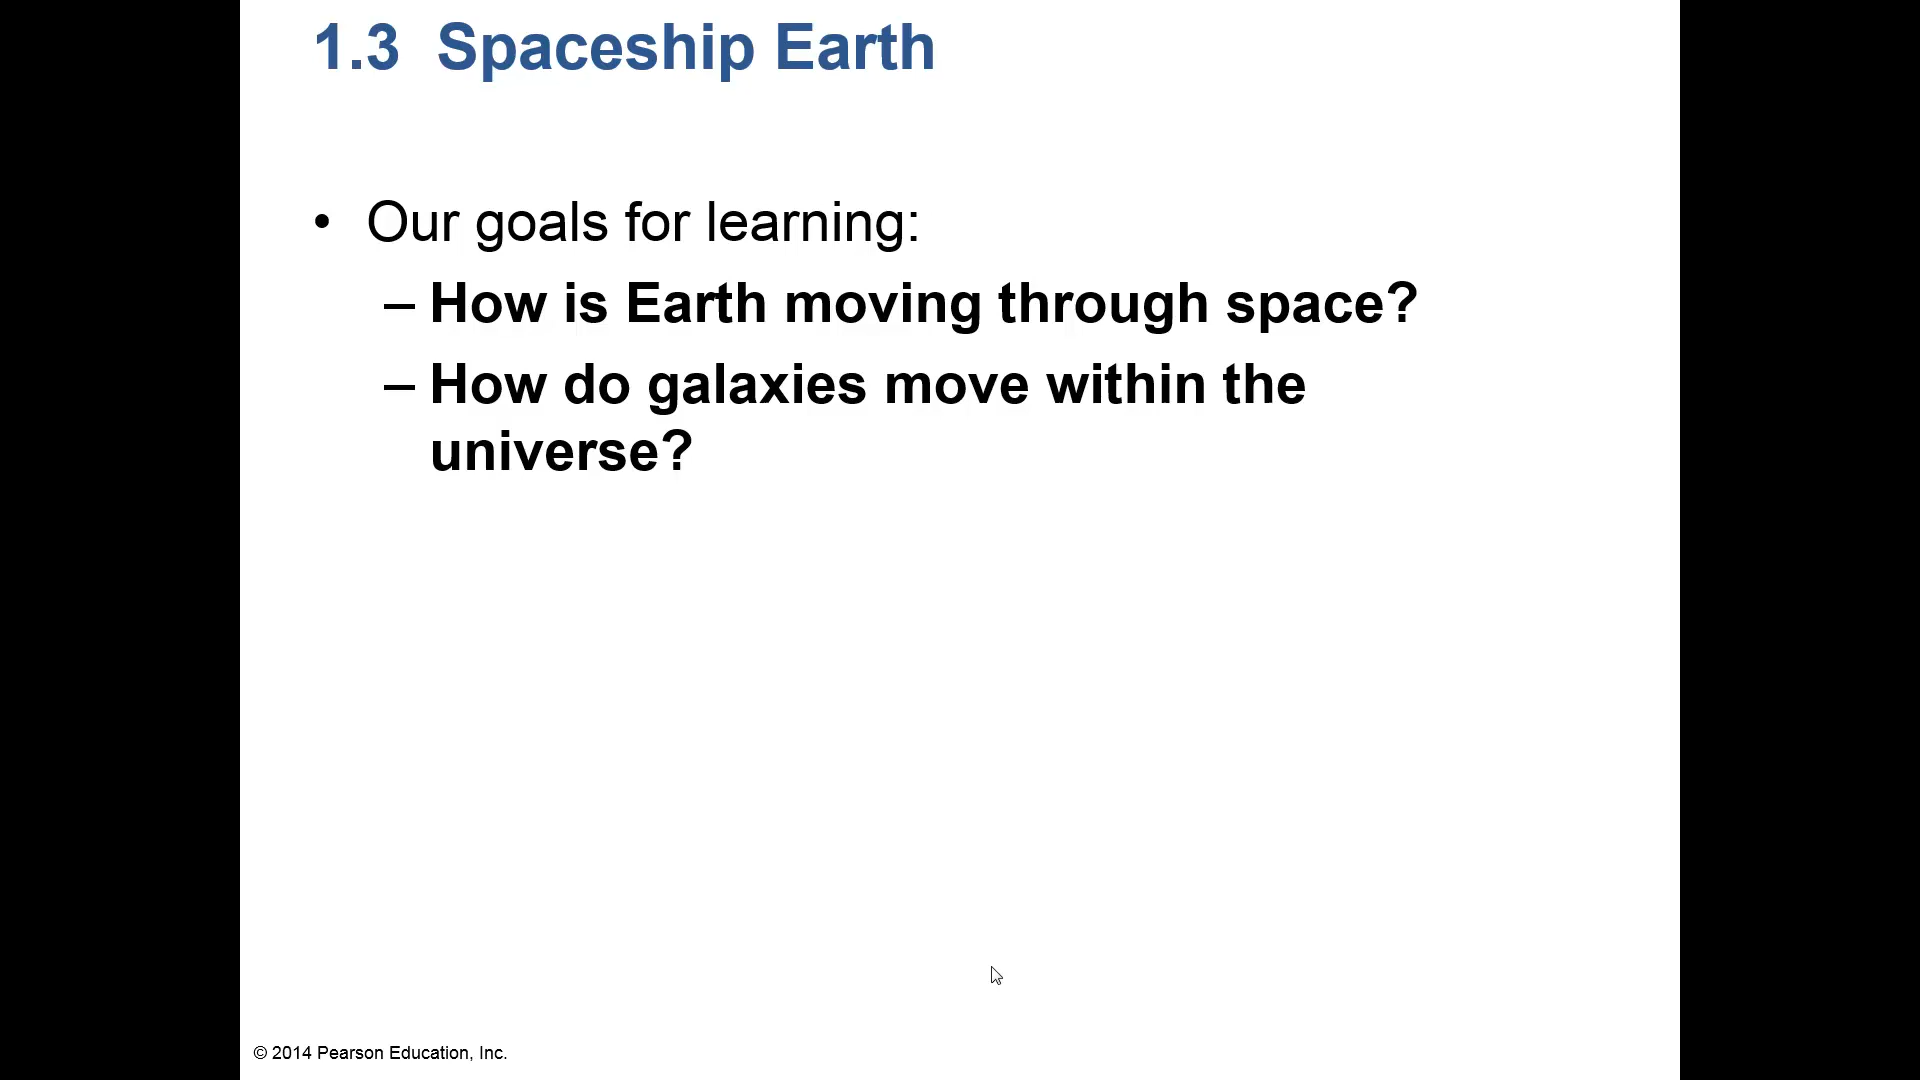 1.3 Spaceship Earth
• Our goals for learning:
– How is Earth moving through space?
– How do galaxies move within the
universe?
© 2014 Pearson Education, Inc.